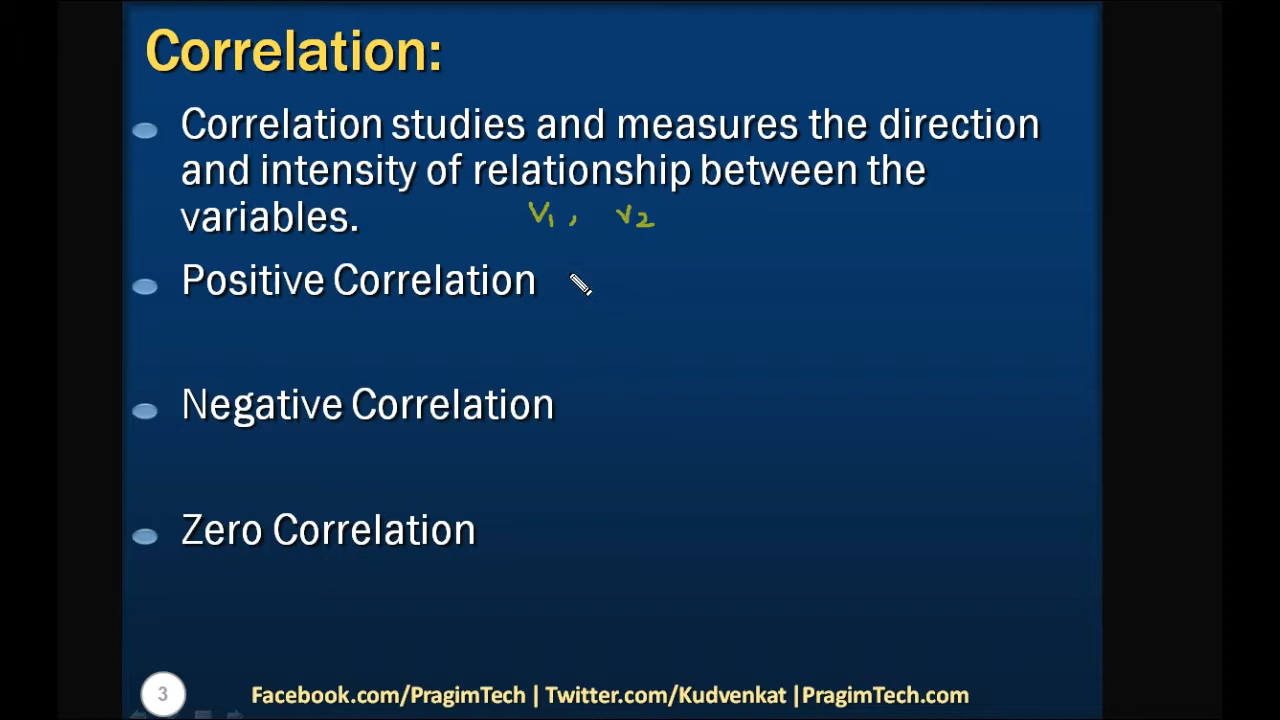 Correlation:
Correlation studies and measures the direction
and intensity of relationship between the
variables.
V1, V2
Positive Correlation
Negative Correlation
Zero Correlation
3
Facebook.com/PragimTech | Twitter.com/Kudvenkat |PragimTech.com